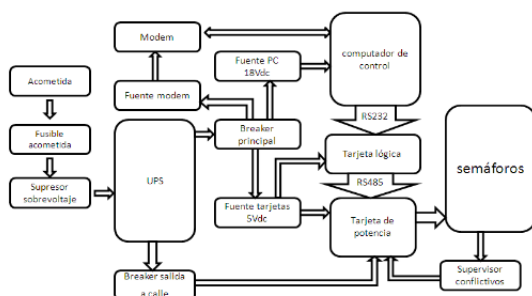 Modem
Fuente PC
18Vdc
computador de
control
Acometida
Fuente modem
RS232
Fusible
acometida
Breaker
principal
UPS
Tarjeta lógica
semáforos
Supresor
sobrevoltaje
RS485
Fuente tarjetas
5Vdc
Tarjeta de
potencia
Breaker salida
a calle
Supervisor
conflictivos